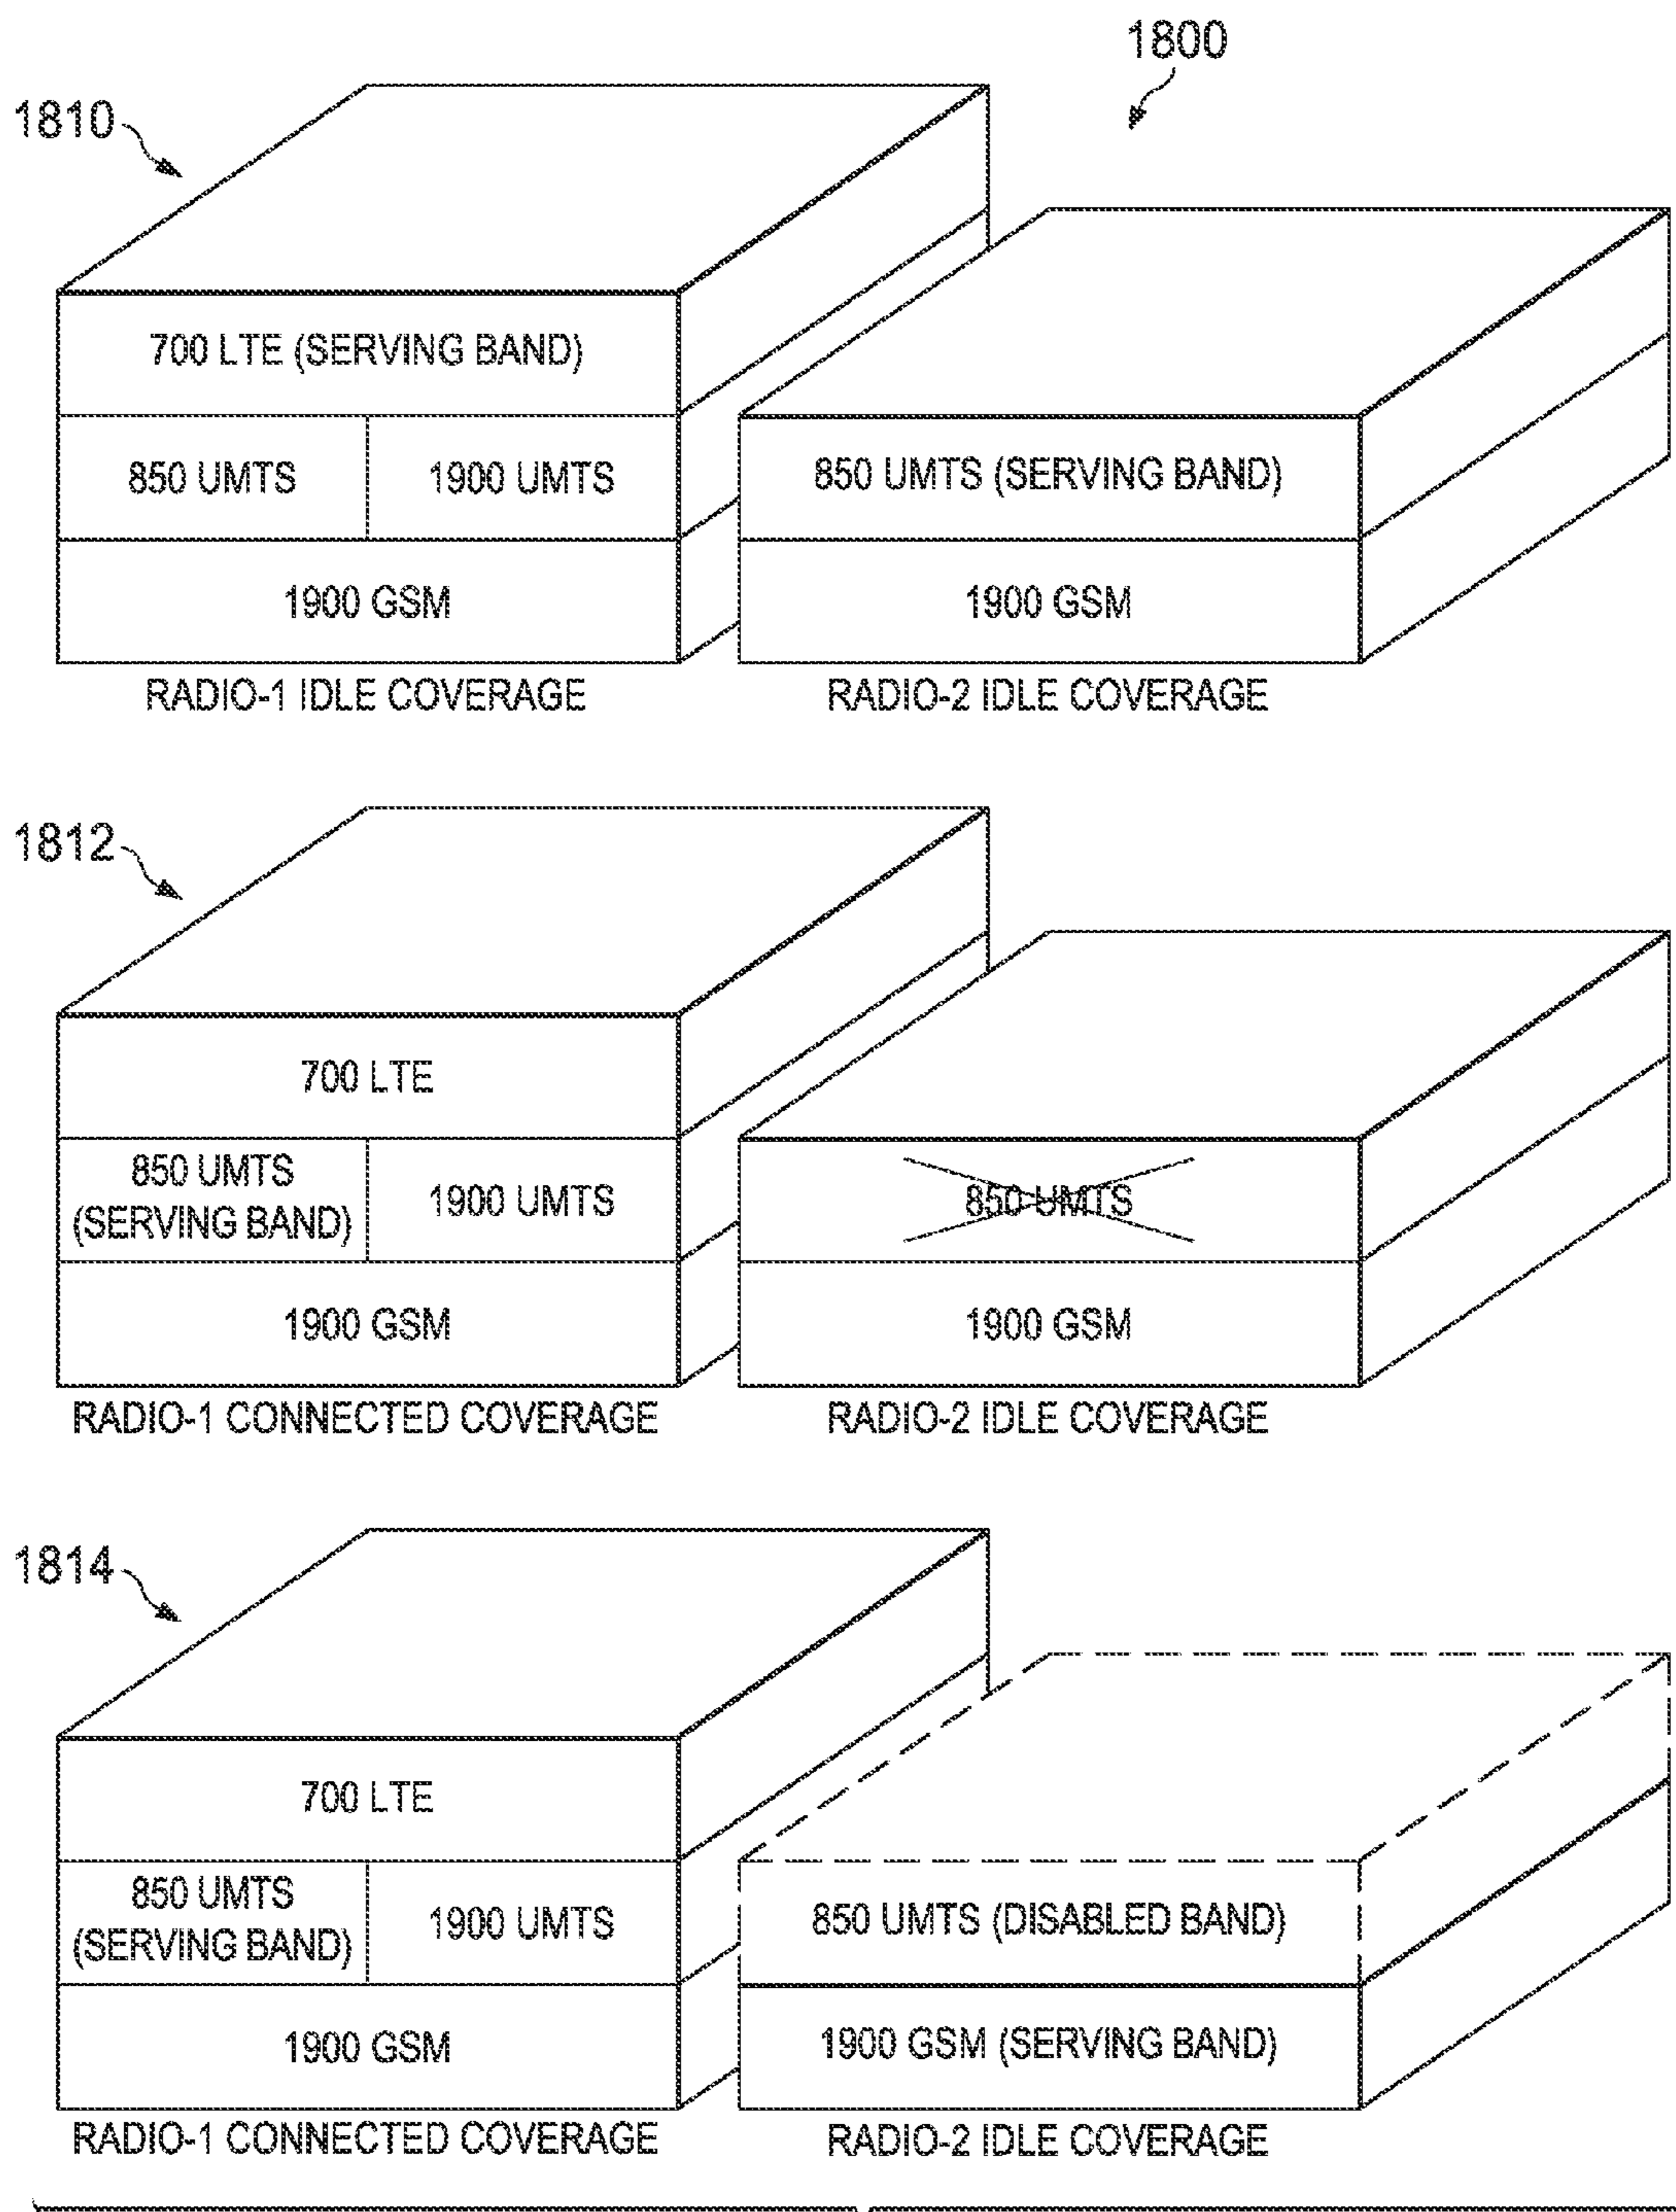 1800
1810
700 LTE (SERVING BAND)
850 UMTS
1900 UMTS
850 UMTS (SERVING BAND)
1900 GSM
1900 GSM
RADIO-1 IDLE COVERAGE
RADIO-2 IDLE COVERAGE
1812
700 LTE
850 UMTS
(SERVING BAND)
1900 UMTS
850 UMTS
1900 GSM
1900 GSM
RADIO-1 CONNECTED COVERAGE
RADIO-2 IDLE COVERAGE
1814
700 LTE
850 UMTS
(SERVING BAND)
1900 UMTS
850 UMTS (DISABLED BAND)
1900 GSM
1900 GSM (SERVING BAND)
RADIO-1 CONNECTED COVERAGE
RADIO-2 IDLE COVERAGE